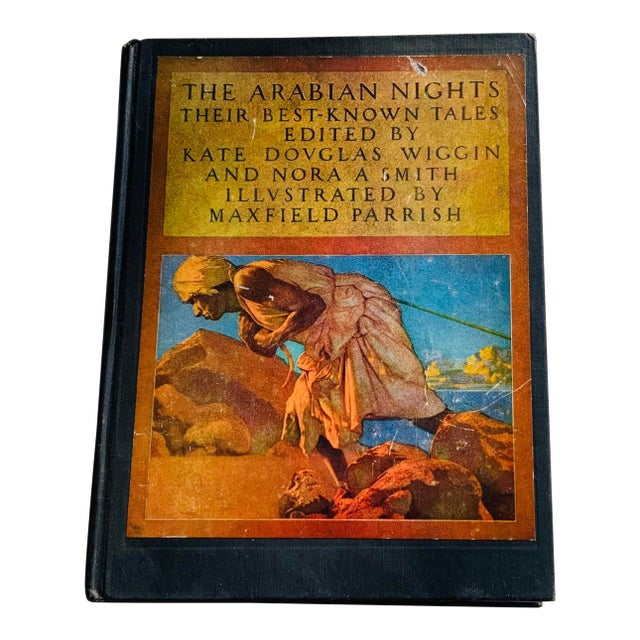 THE ARABIAN NIGHTS
THEIR BEST-KNOWN TALES
EDITED BY
KATE DOVGLAS WIGGIN
AND NORA A SMITH
ILLVSTRATED BY
MAXFIELD PARRISH